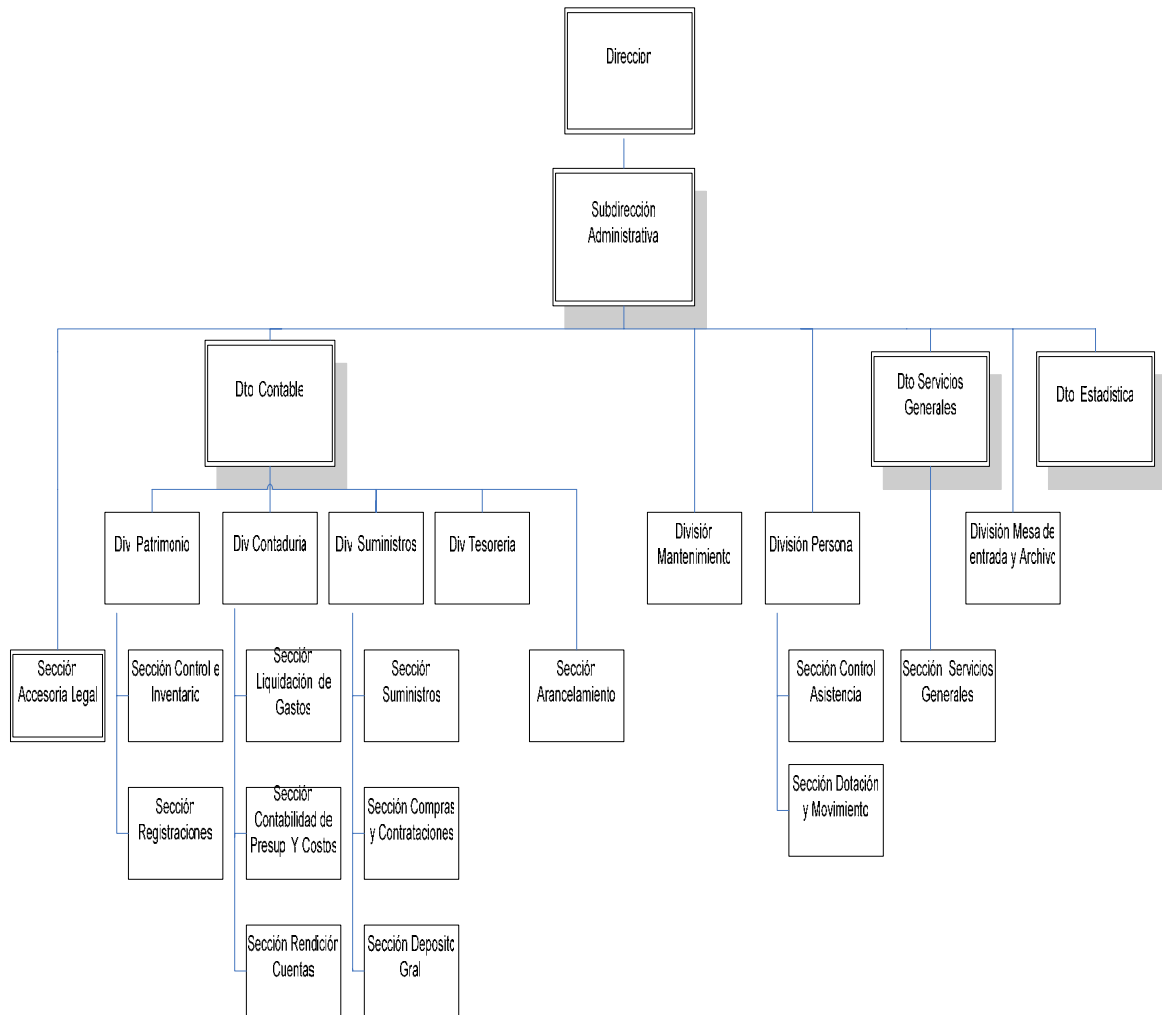 Direccion
Subdirección
Administrativa
Dto Contable
Dto Servicios
Generales
Dto Estadistica
Div Patrimonio
Div Contaduria
Div Suministros
Div Tesoreria
División
Mantenimiento
División Persona
División Mesa de
entrada y Archivo
Sección
Accesoria Legal
Sección Control e
Inventario
Sección
Liquidación de
Gastos
Sección
Suministros
Sección
Arancelamiento
Sección Control
Asistencia
Sección Servicios
Generales
Sección
Registraciones
Sección
Contabilidad de
Presup Y Costos
Sección Compras
y Contrataciones
Sección Dotación
y Movimiento
Sección Rendición
Cuentas
Sección Deposito
Gral